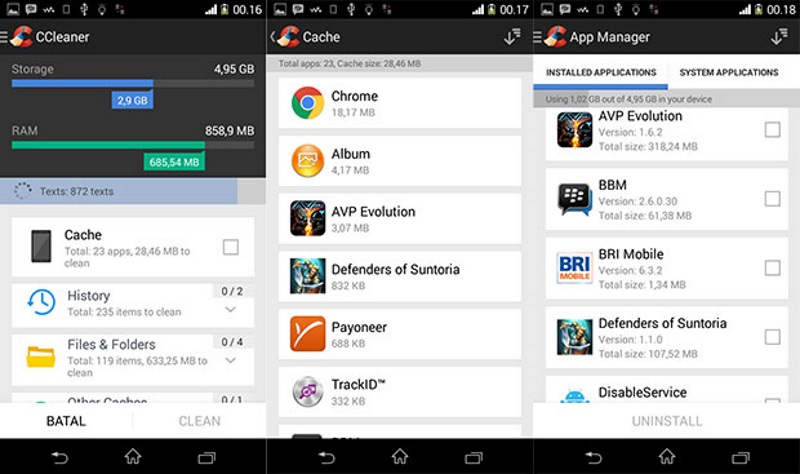 00.16
CCleaner
Storage 4,95 GB
2,9 GB
RAM 858,9 MB
685,54 MB
Texts: 872 texts
Cache
Total: 23 apps, 28,46 MB to
clean
History 0 / 2
Total: 235 items to clean
Files & Folders 0 / 4
Total: 119 items, 633,25 MB to
clean
Other Caches 0 / 1
BATAL CLEAN
00.17
Cache
Total apps: 23, Cache size: 28,46 MB
Chrome
18,17 MB
Album
4,17 MB
AVP Evolution
3,07 MB
Defenders of Suntoria
832 KB
Payoneer
688 KB
TrackID™
332 KB
00.18
App Manager
INSTALLED APPLICATIONS SYSTEM APPLICATIONS
Using 1,02 GB out of 4,95 GB in your device
AVP Evolution
Version: 1.6.2
Total size: 318,24 MB
BBM
Version: 2.6.0.30
Total size: 61,38 MB
BRI
MOBILE
BRI Mobile
Version: 6.3.2
Total size: 1,34 MB
Defenders of Suntoria
Version: 1.1.0
Total size: 107,52 MB
DisableService
UNINSTALL